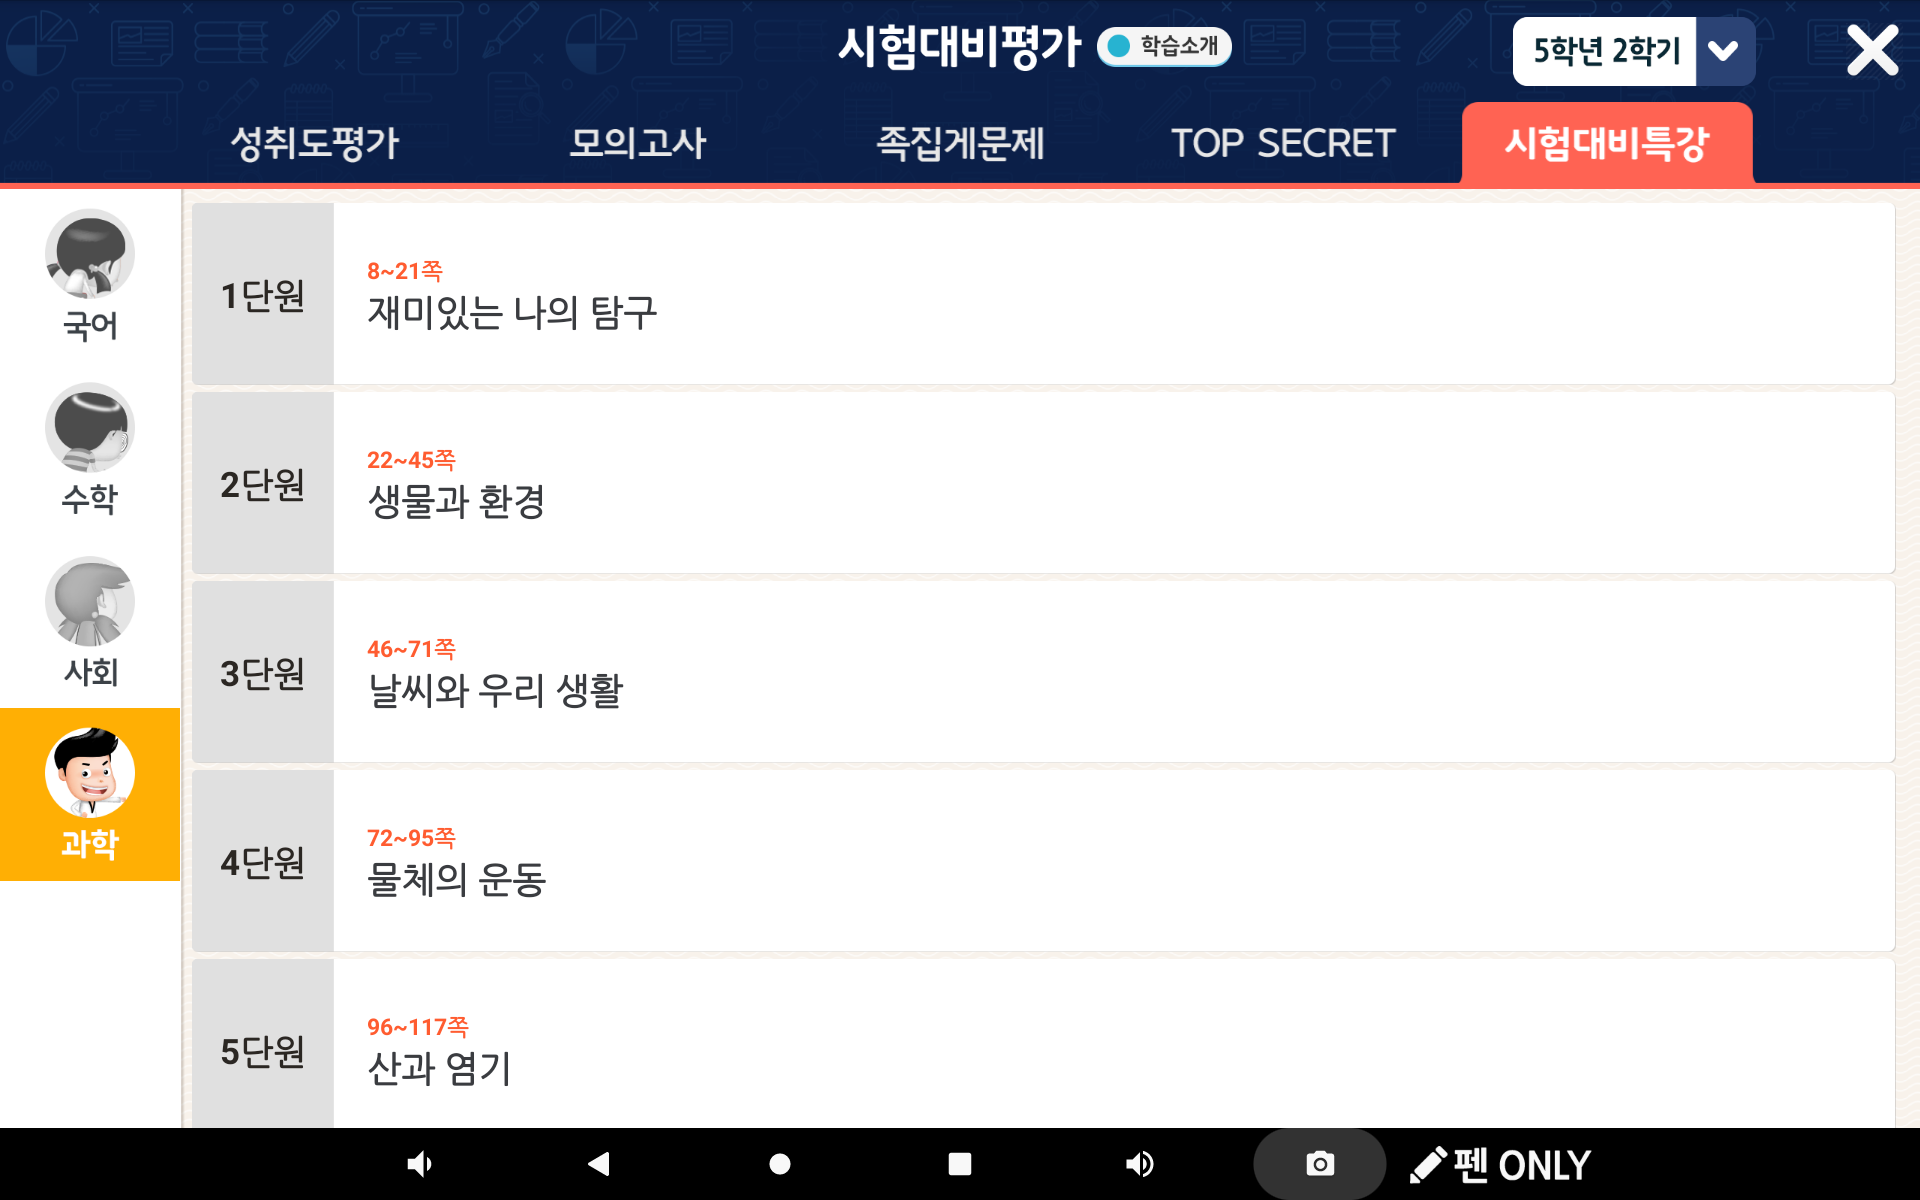 시험대비평가
학습소개
5학년 2학기
성취도평가
모의고사
족집게문제
TOP SECRET
시험대비특강
국어
수학
사회
과학
1단원
8~21쪽
재미있는 나의 탐구
2단원
22~45쪽
생물과 환경
3단원
46~71쪽
날씨와 우리 생활
4단원
72~95쪽
물체의 운동
5단원
96~117쪽
산과 염기
펜 ONLY